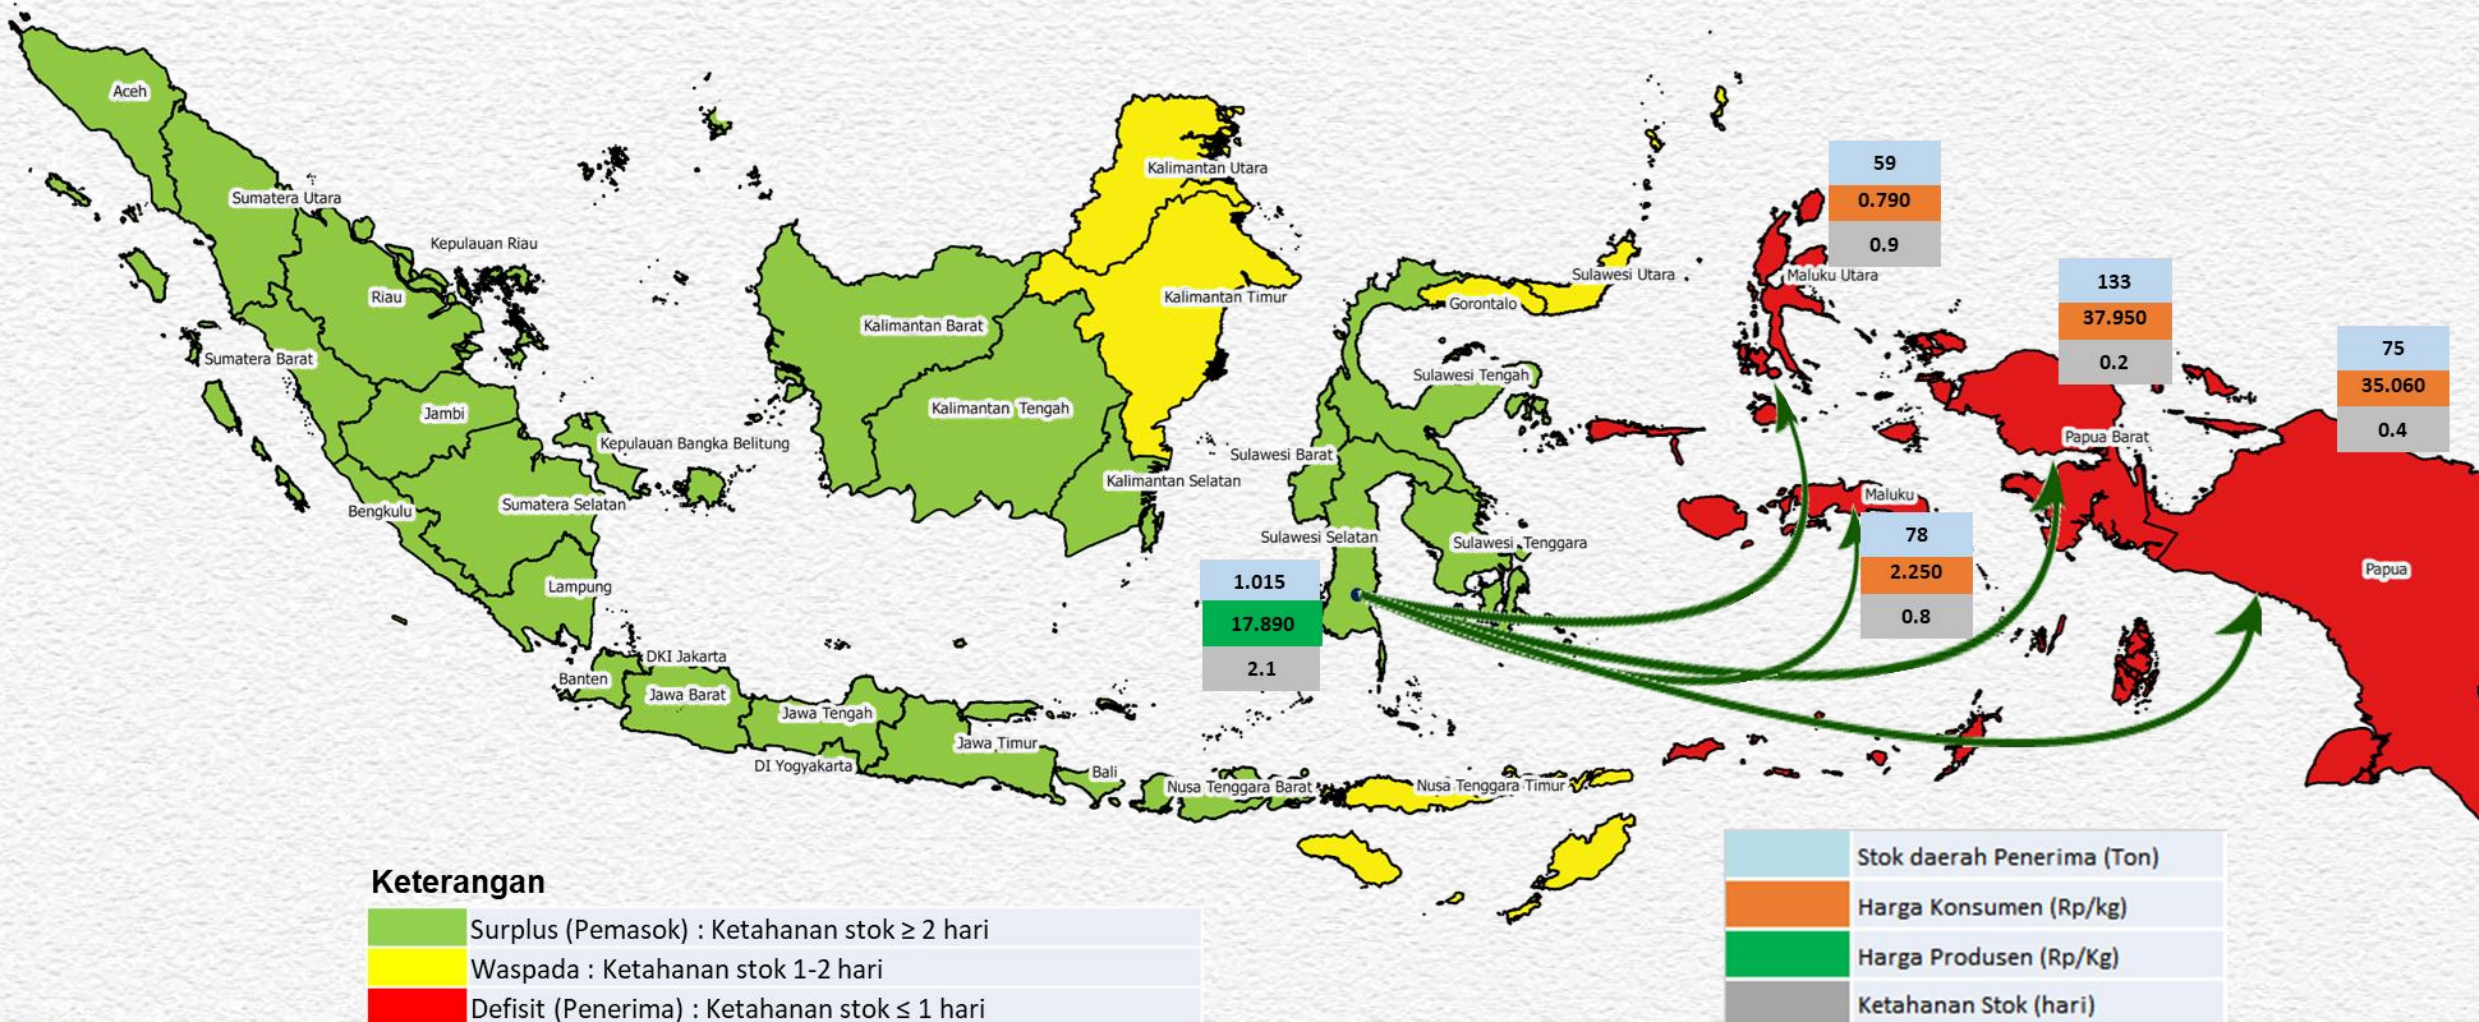 Aceh
Sumatera Utara
Kepulauan Riau
Riau
Sumatera Barat
Jambi
Kepulauan Bangka Belitung
Sumatera Selatan
Bengkulu
Lampung
DKI Jakarta
Banten
Jawa Barat
Jawa Tengah
Jawa Timur
DI Yogyakarta
Bali
Nusa Tenggara Barat
Nusa Tenggara Timur
Kalimantan Utara
Kalimantan Timur
Kalimantan Barat
Kalimantan Tengah
Kalimantan Selatan
Sulawesi Utara
Gorontalo
Sulawesi Tengah
Sulawesi Barat
Sulawesi Selatan
Sulawesi Tenggara
1.015
17.890
2.1
59
0.790
0.9
Maluku Utara
133
37.950
0.2
Papua Barat
75
35.060
0.4
Maluku
78
2.250
0.8
Papua
Keterangan
Surplus (Pemasok) : Ketahanan stok ≥ 2 hari
Waspada : Ketahanan stok 1-2 hari
Defisit (Penerima) : Ketahanan stok ≤ 1 hari
Stok daerah Penerima (Ton)
Harga Konsumen (Rp/kg)
Harga Produsen (Rp/Kg)
Ketahanan Stok (hari)